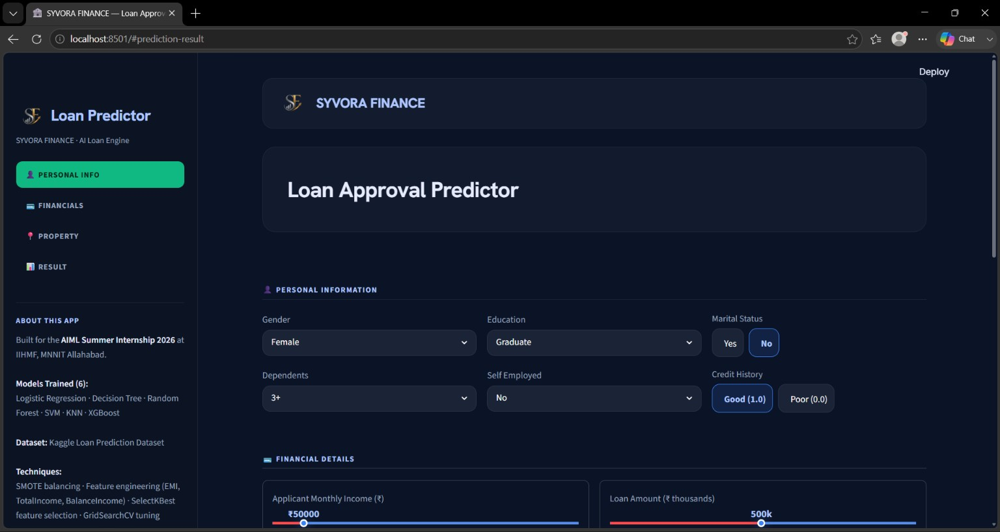 SYVORA FINANCE — Loan Approv
localhost:8501/#prediction-result
Chat
Deploy
SF Loan Predictor
SYVORA FINANCE · AI Loan Engine
PERSONAL INFO
FINANCIALS
PROPERTY
RESULT
ABOUT THIS APP
Built for the AIML Summer Internship 2026 at
IIHMF, MNNIT Allahabad.
Models Trained (6):
Logistic Regression · Decision Tree · Random
Forest · SVM · KNN · XGBoost
Dataset: Kaggle Loan Prediction Dataset
Techniques:
SMOTE balancing · Feature engineering (EMI,
TotalIncome, BalanceIncome) · SelectKBest
feature selection · GridSearchCV tuning
SF SYVORA FINANCE
Loan Approval Predictor
PERSONAL INFORMATION
Gender
Female
Education
Graduate
Marital Status
Yes No
Dependents
3+
Self Employed
No
Credit History
Good (1.0) Poor (0.0)
FINANCIAL DETAILS
Applicant Monthly Income (₹)
₹50000
Loan Amount (₹ thousands)
500k